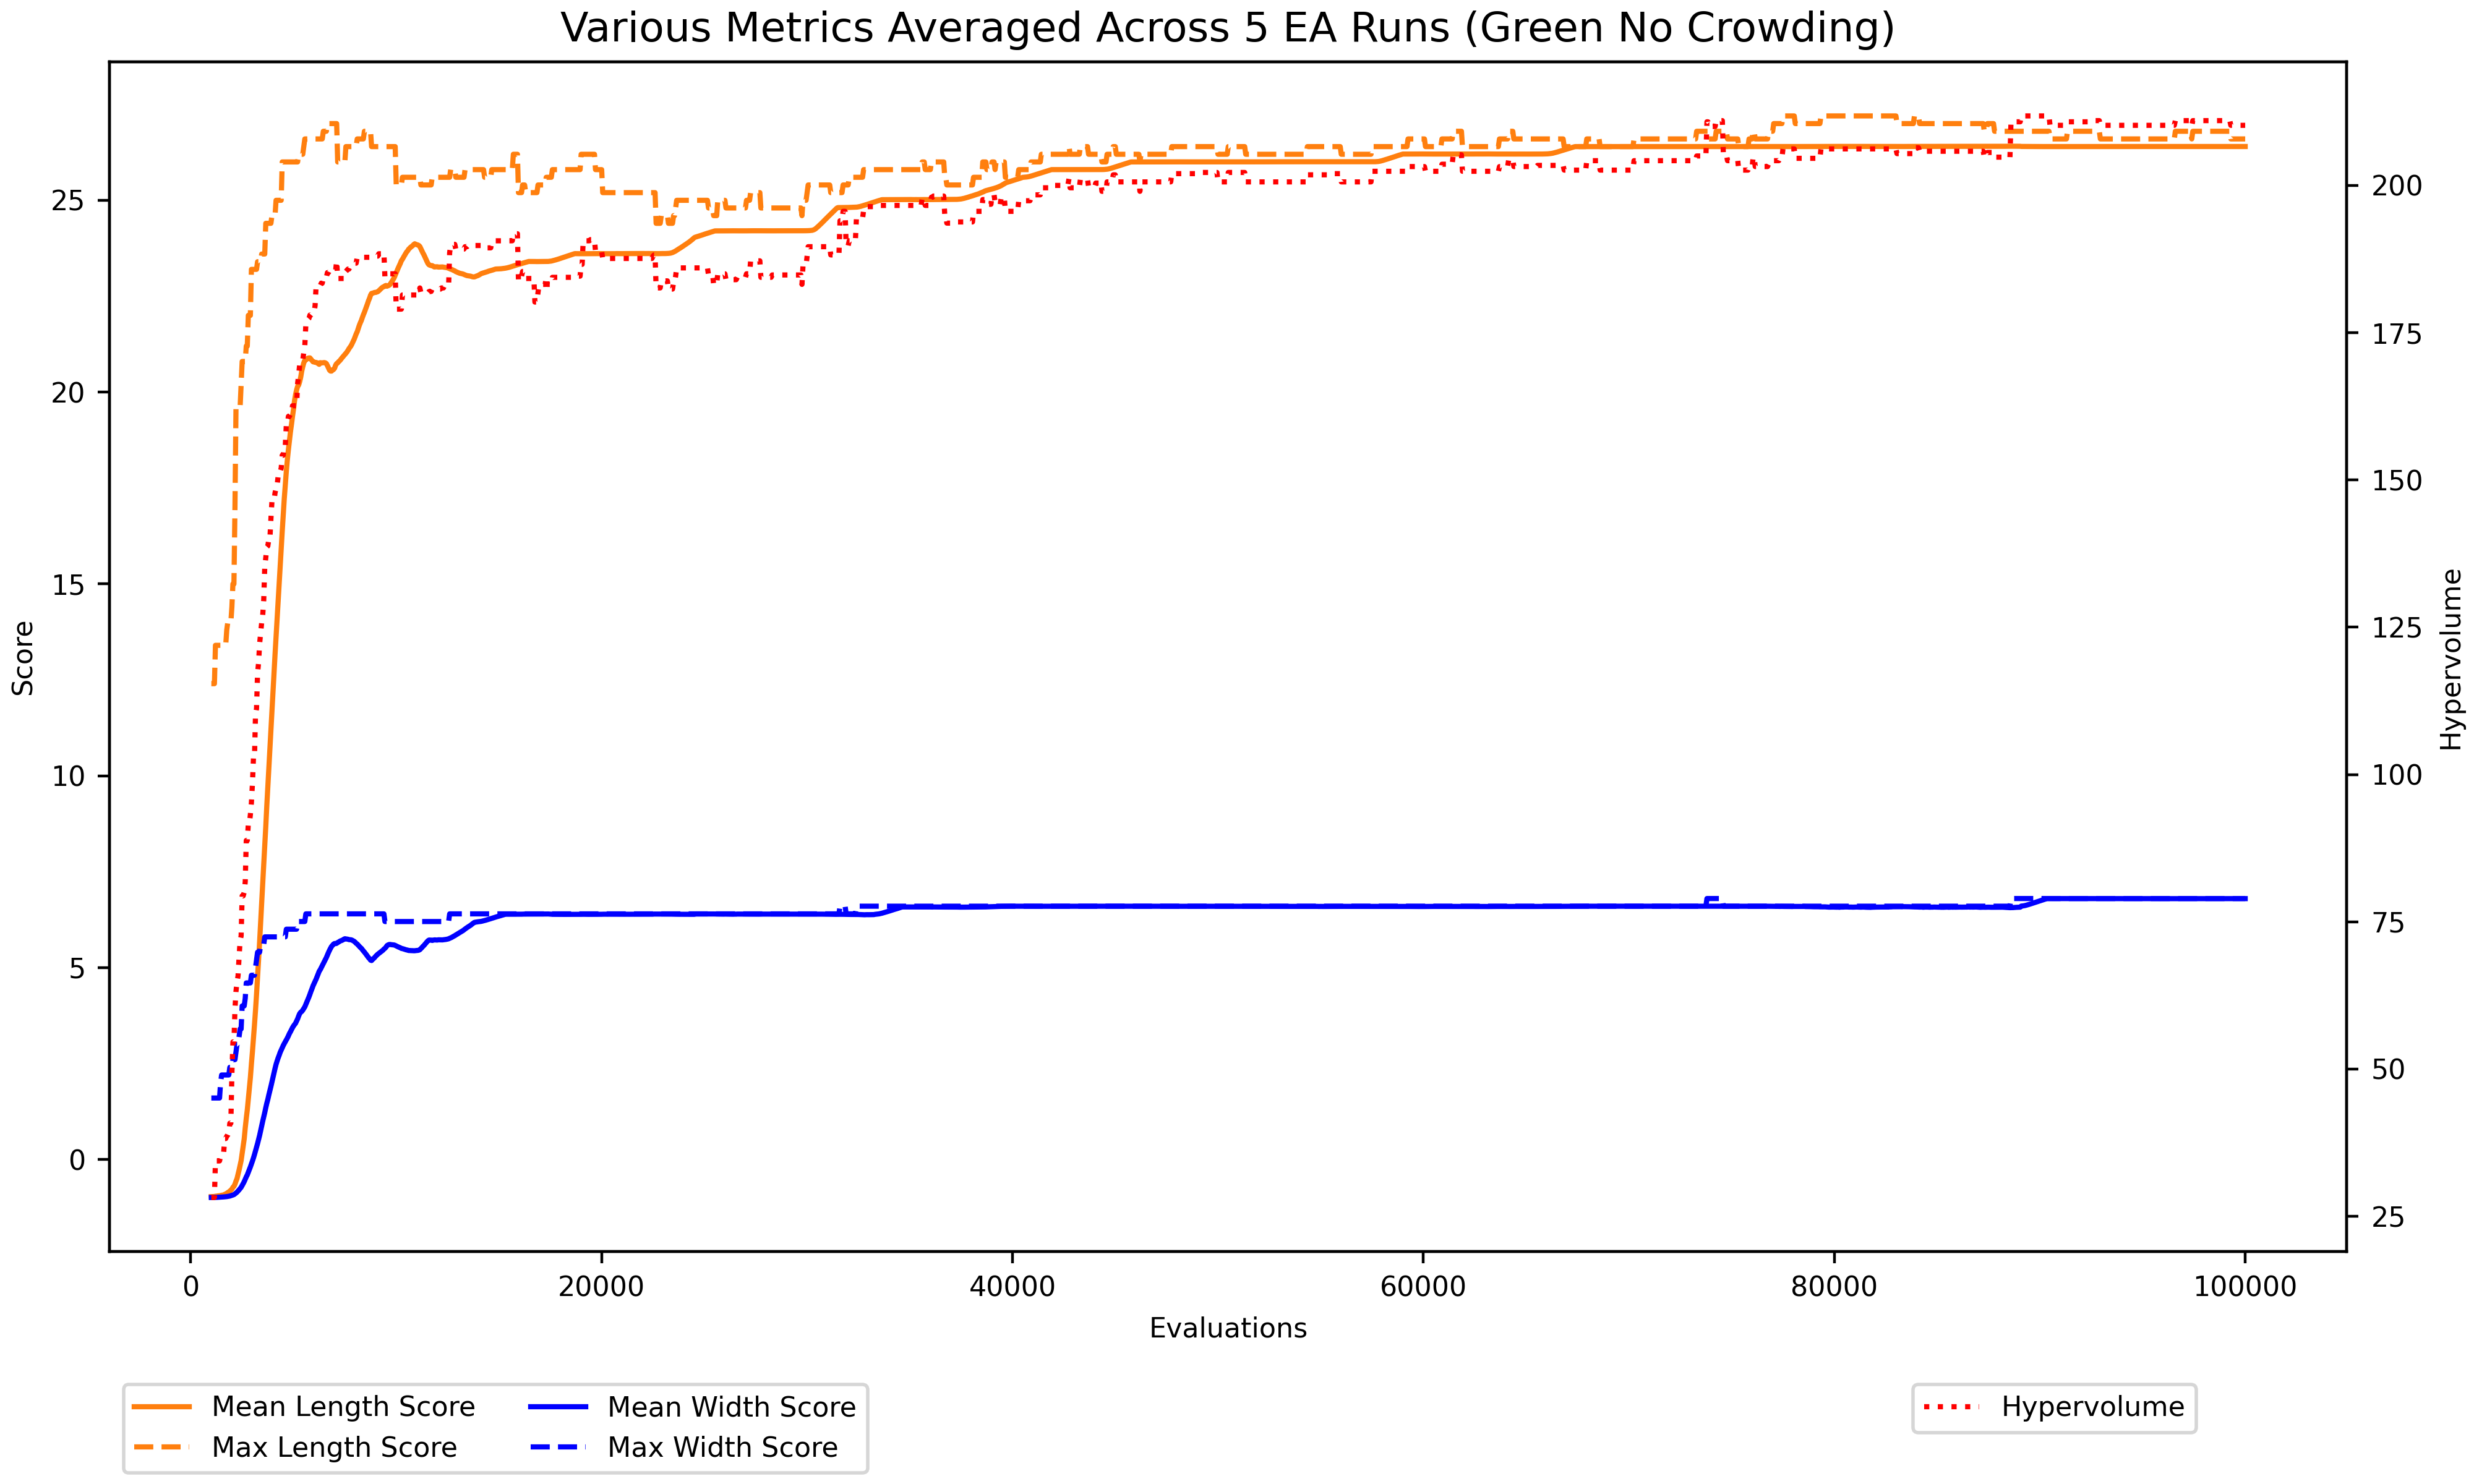 Various Metrics Averaged Across 5 EA Runs (Green No Crowding)
25
20
15
10
5
0
Score
200
175
150
125
100
75
50
25
Hypervolume
0 20000 40000 60000 80000 100000
Evaluations
Mean Length Score Mean Width Score
Max Length Score Max Width Score
Hypervolume